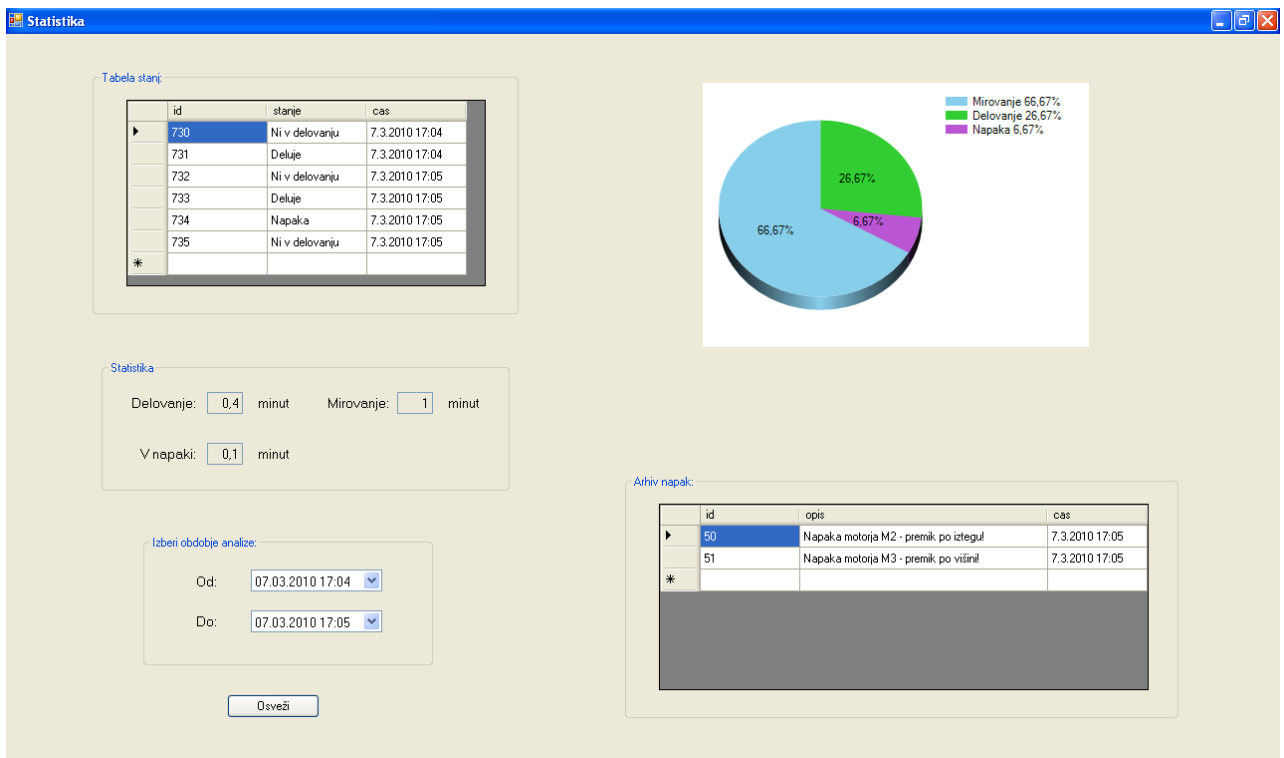 Statistika
Tabela stanj:
id stanje cas
730 Ni v delovanju 7.3.2010 17:04
731 Deluje 7.3.2010 17:04
732 Ni v delovanju 7.3.2010 17:05
733 Deluje 7.3.2010 17:05
734 Napaka 7.3.2010 17:05
735 Ni v delovanju 7.3.2010 17:05
Mirovanje 66,67%
Delovanje 26,67%
Napaka 6,67%
26,67%
6,67%
66,67%
Statistika
Delovanje: 0,4 minut Mirovanje: 1 minut
V napaki: 0,1 minut
Izberi obdobje analize:
Od: 07.03.2010 17:04
Do: 07.03.2010 17:05
Osveži
Arhiv napak:
id opis cas
50 Napaka motorja M2 - premik po iztegu! 7.3.2010 17:05
51 Napaka motorja M3 - premik po višini! 7.3.2010 17:05